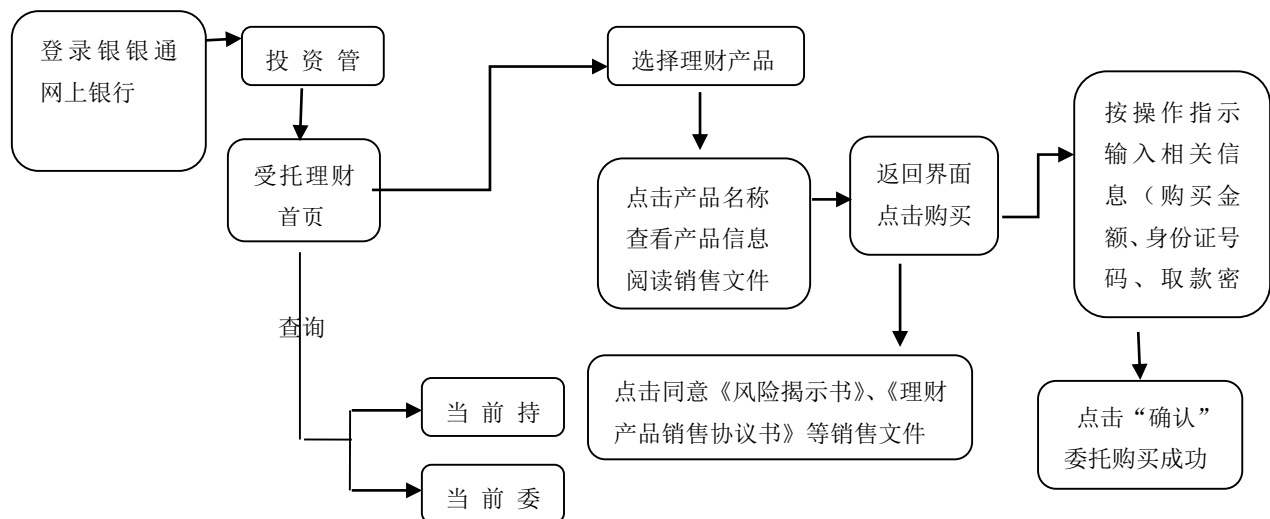 登录银银通
网上银行
投资管
受托理财
首页
查询
当前持
当前委
选择理财产品
点击产品名称
查看产品信息
阅读销售文件
返回界面
点击购买
点击同意《风险揭示书》、《理财
产品销售协议书》等销售文件
按操作指示
输入相关信
息（购买金
额、身份证号
码、取款密
点击“确认”
委托购买成功